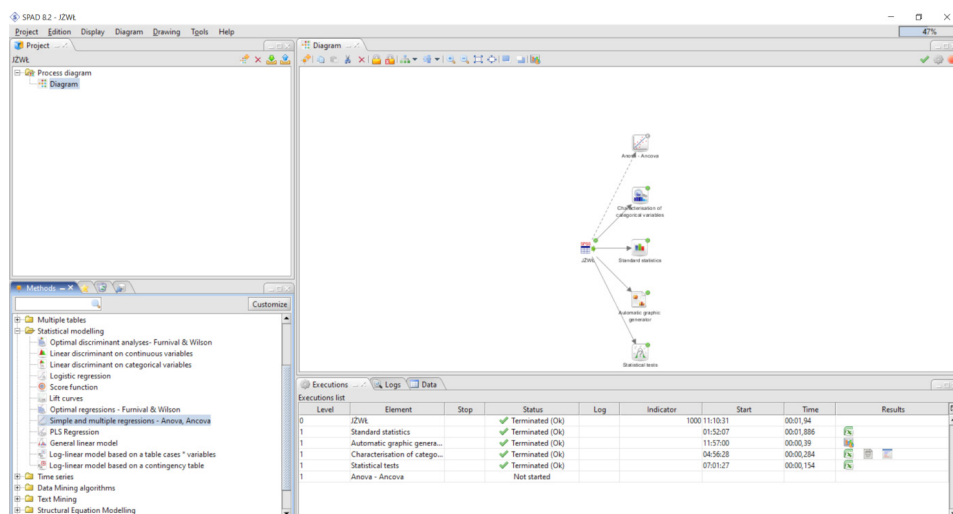 SPAD 8.2 - JŻWŁ
Project Edition Display Diagram Drawing Tools Help
47%
Project
JŻWŁ
Process diagram
Diagram
Methods
Customize
Multiple tables
Statistical modelling
Optimal discriminant analyses- Furnival & Wilson
Linear discriminant on continuous variables
Linear discriminant on categorical variables
Logistic regression
Score function
Lift curves
Optimal regressions - Furnival & Wilson
Simple and multiple regressions - Anova, Ancova
PLS Regression
General linear model
Log-linear model based on a table cases * variables
Log-linear model based on a contingency table
Time series
Data Mining algorithms
Text Mining
Structural Equation Modelling
Diagram
Anova - Ancova
Characterisation of
categorical variables
JŻWŁ
Standard statistics
Automatic graphic
generator
Statistical tests
Executions Logs Data
Executions list
Level Element Stop Status Log Indicator Start Time Results
0 JŻWŁ Terminated (Ok) 1000 11:10:31 00:01,94
1 Standard statistics Terminated (Ok) 01:52:07 00:01,886
1 Automatic graphic genera... Terminated (Ok) 11:57:00 00:00,39
1 Characterisation of catego... Terminated (Ok) 04:56:28 00:00,284
1 Statistical tests Terminated (Ok) 07:01:27 00:00,154
1 Anova - Ancova Not started